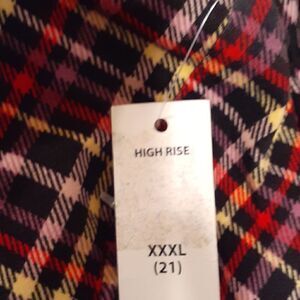 HIGH RISE
XXXL
(21)